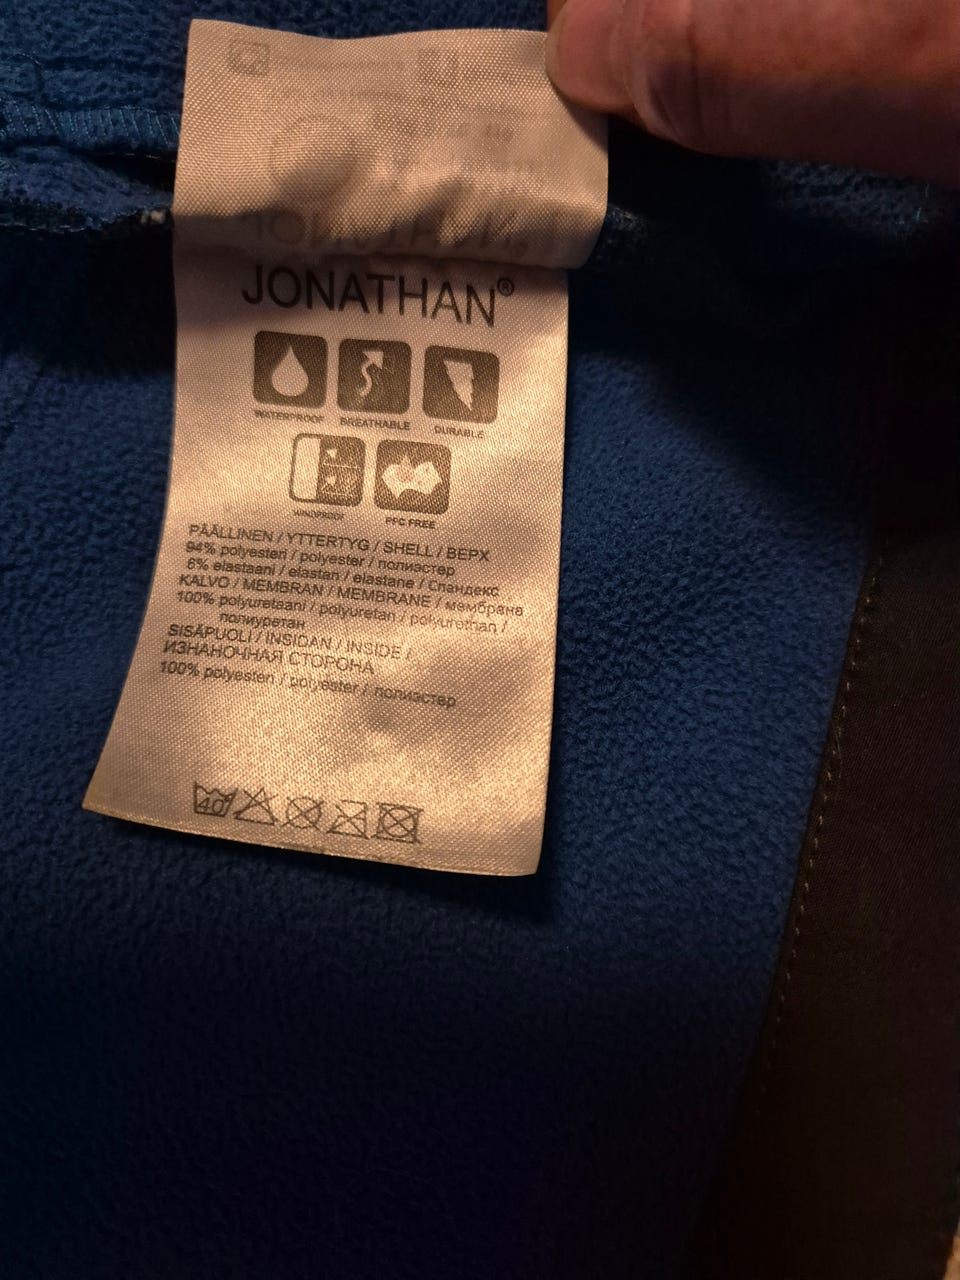 JONATHAN®
WATERPROOF BREATHABLE DURABLE
WINDPROOF PFC FREE
PÄÄLLINEN / YTTERTYG / SHELL / ВЕРХ
94% polyesteri / polyester / полиэстер
6% elastaani / elastan / elastane / Спандекс
KALVO / MEMBRAN / MEMBRANE / мембрана
100% polyuretaani / polyuretan / polyurethan /
полиуретан
SISÄPUOLI / INSIDAN / INSIDE /
ИЗНАНОЧНАЯ СТОРОНА
100% polyesteri / polyester / полиэстер
40